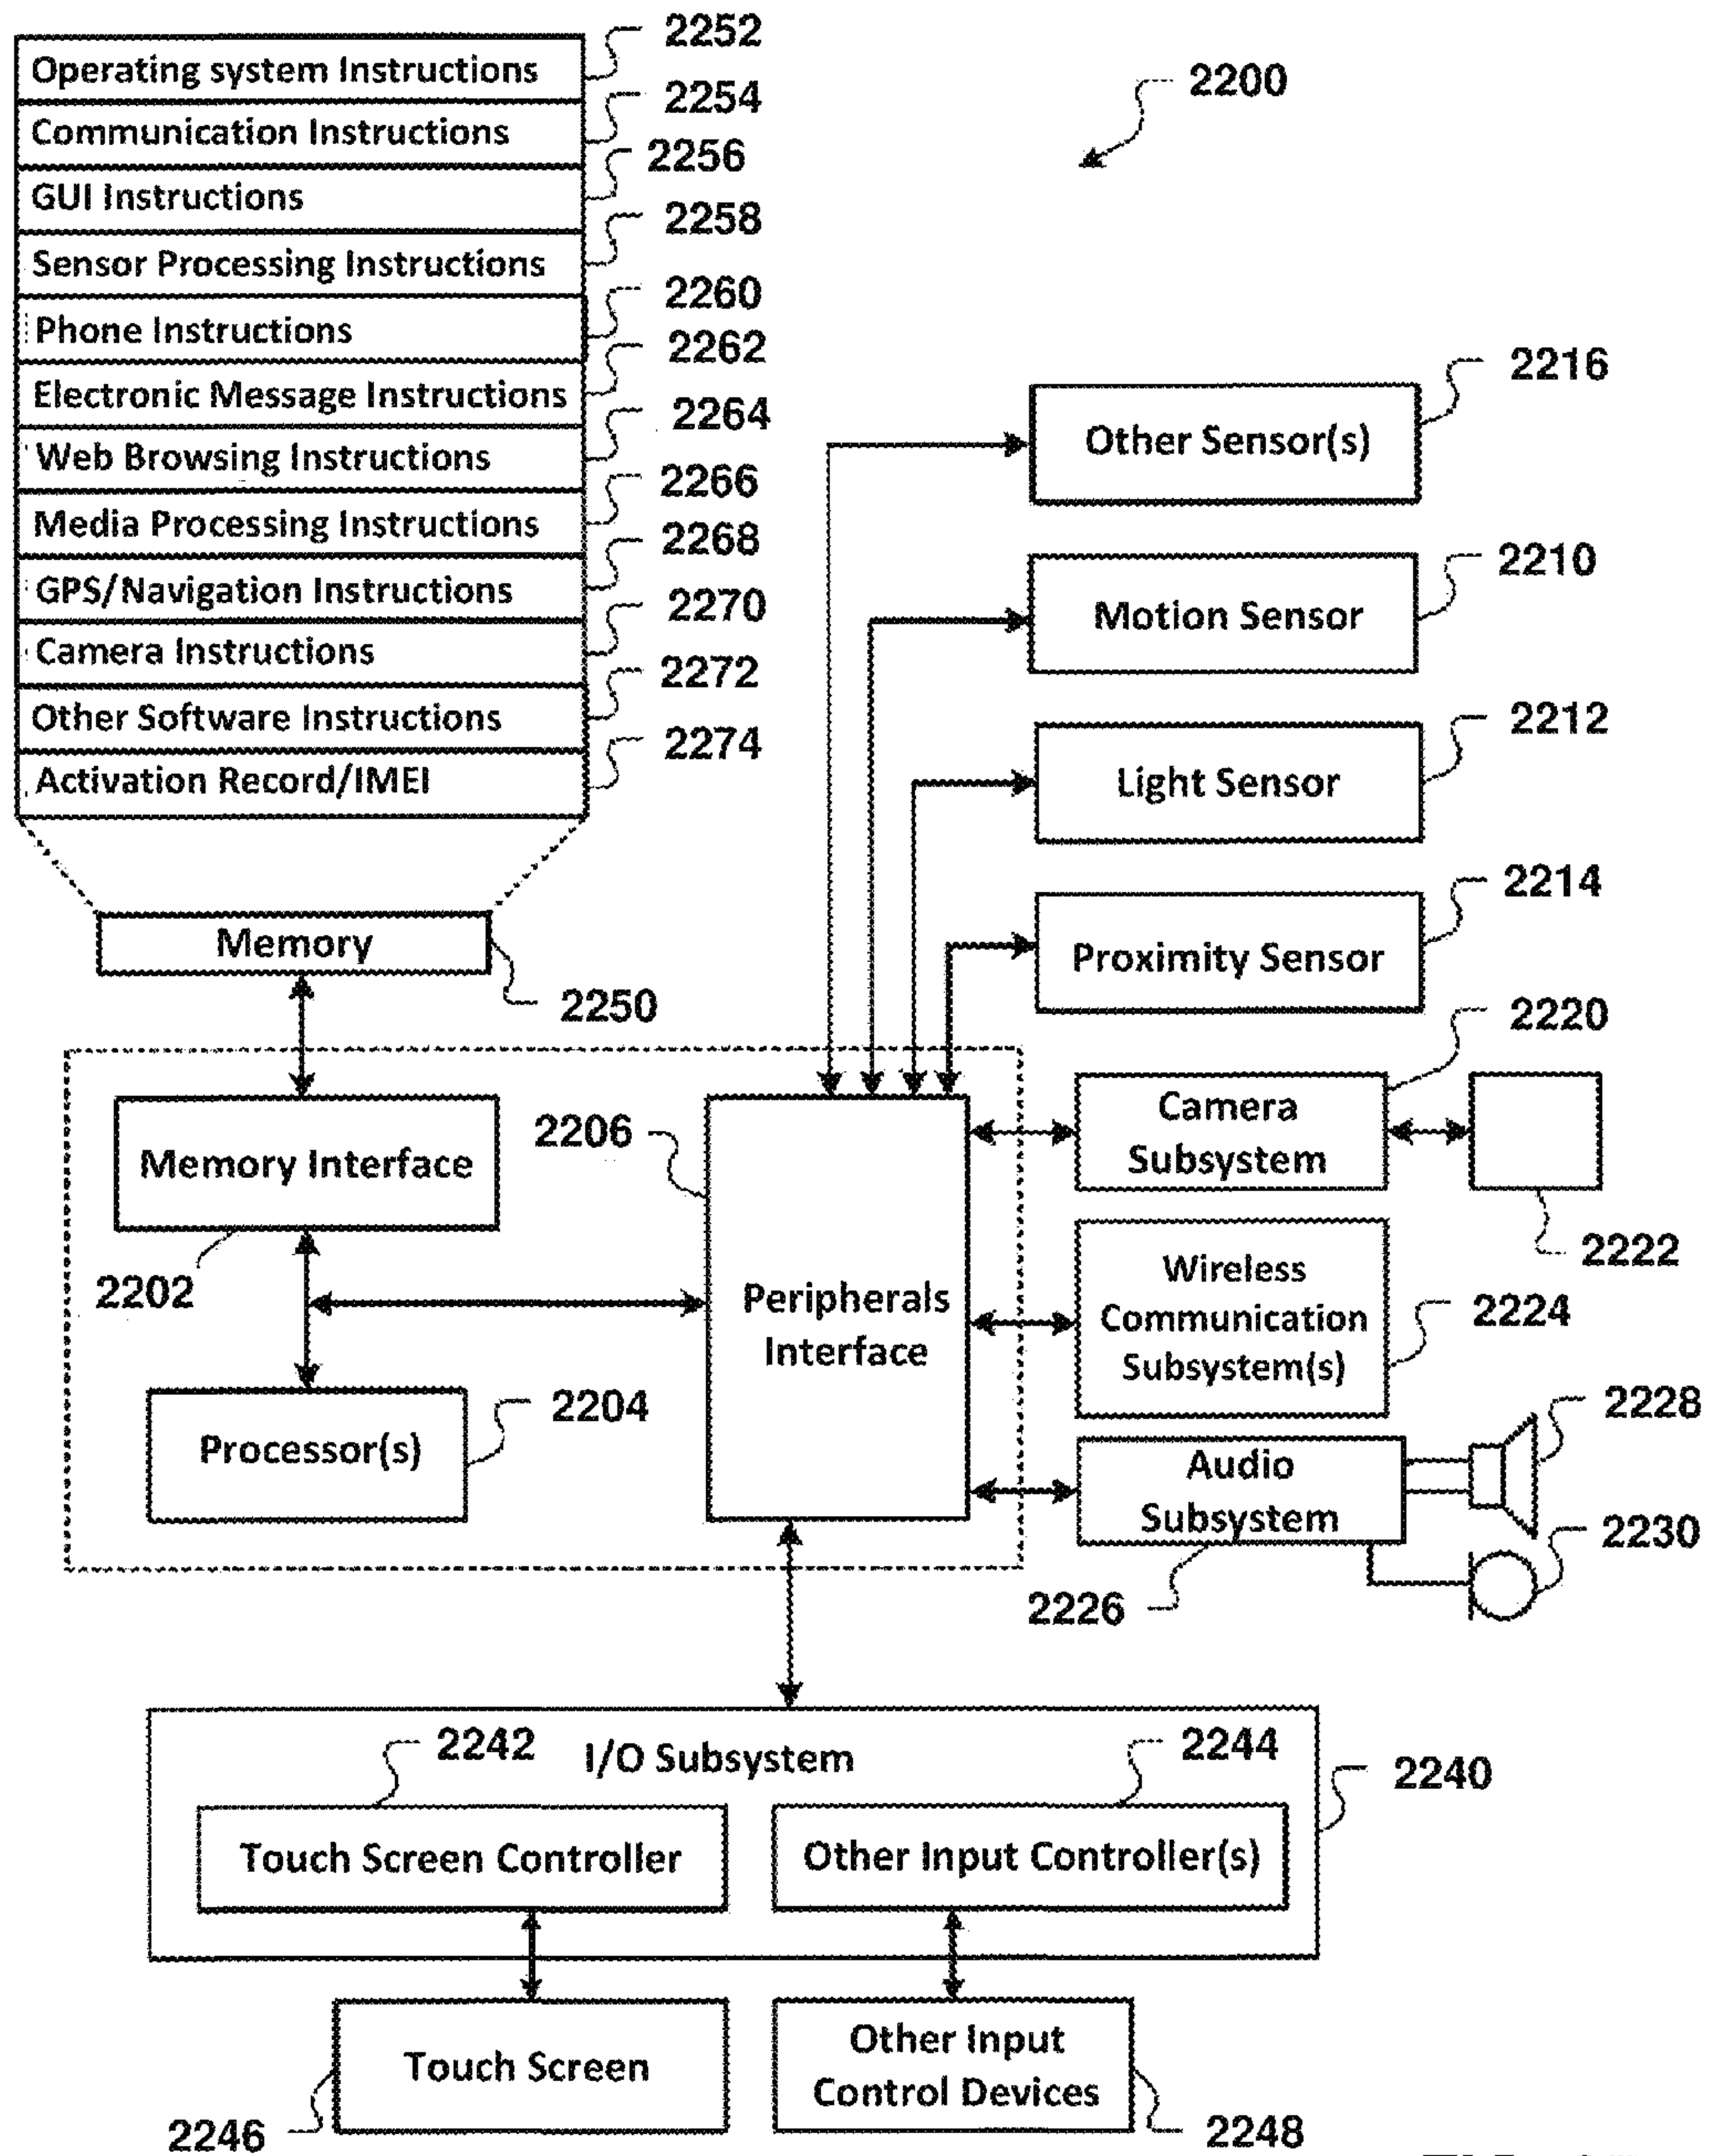 2252
Operating system Instructions
2254
Communication Instructions
2256
GUI Instructions
2258
Sensor Processing Instructions
2260
Phone Instructions
2262
Electronic Message Instructions
2264
Web Browsing Instructions
2266
Media Processing Instructions
2268
GPS/Navigation Instructions
2270
Camera Instructions
2272
Other Software Instructions
2274
Activation Record/IMEI
2200
Memory
2250
2216
Other Sensor(s)
2210
Motion Sensor
2212
Light Sensor
2214
Proximity Sensor
2220
Camera
Subsystem
2222
Memory Interface
2202
2206
Peripherals
Interface
Wireless
Communication
Subsystem(s)
2224
2204
Processor(s)
2228
Audio
Subsystem
2230
2226
2242
I/O Subsystem
2244
2240
Touch Screen Controller
Other Input Controller(s)
Touch Screen
2246
Other Input
Control Devices
2248